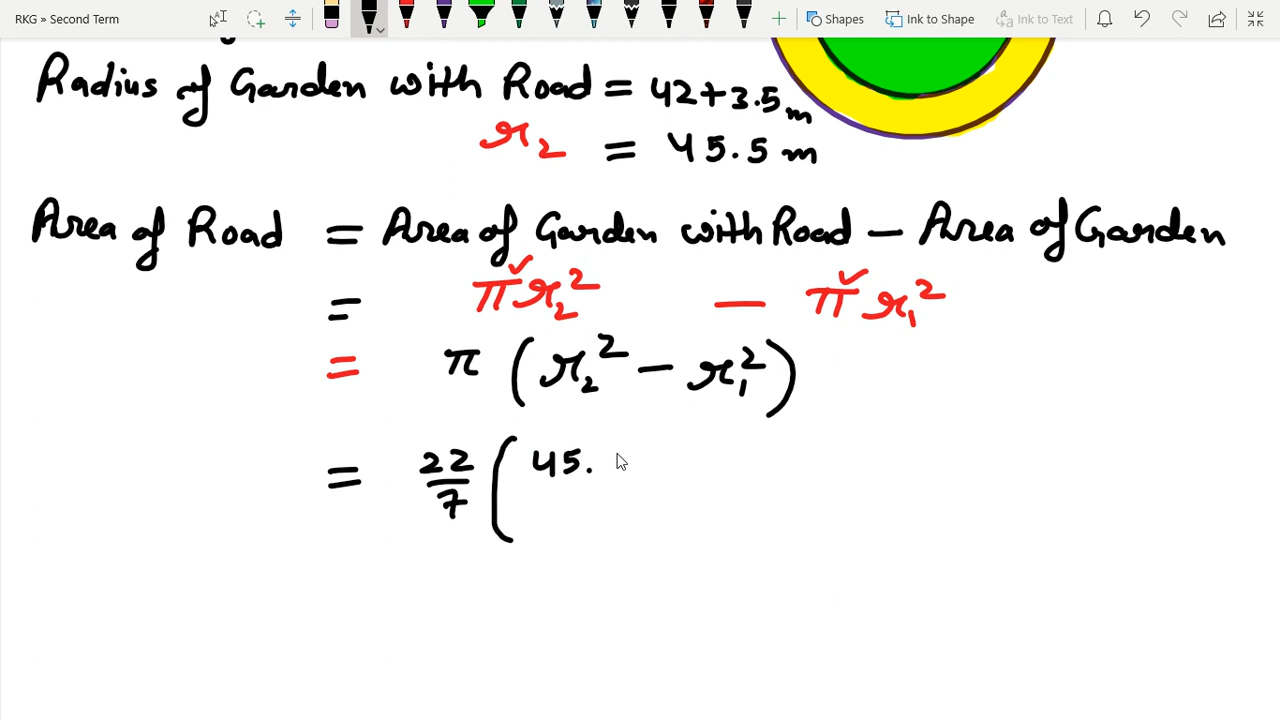 RKG » Second Term
Shapes
Ink to Shape
Ink to Text
Radius of Garden with Road = 42+3.5m
r₂ = 45.5 m
Area of Road = Area of Garden with Road – Area of Garden
= πr₂² – πr₁²
= π (r₂² – r₁²)
= 22/7 ( 45.